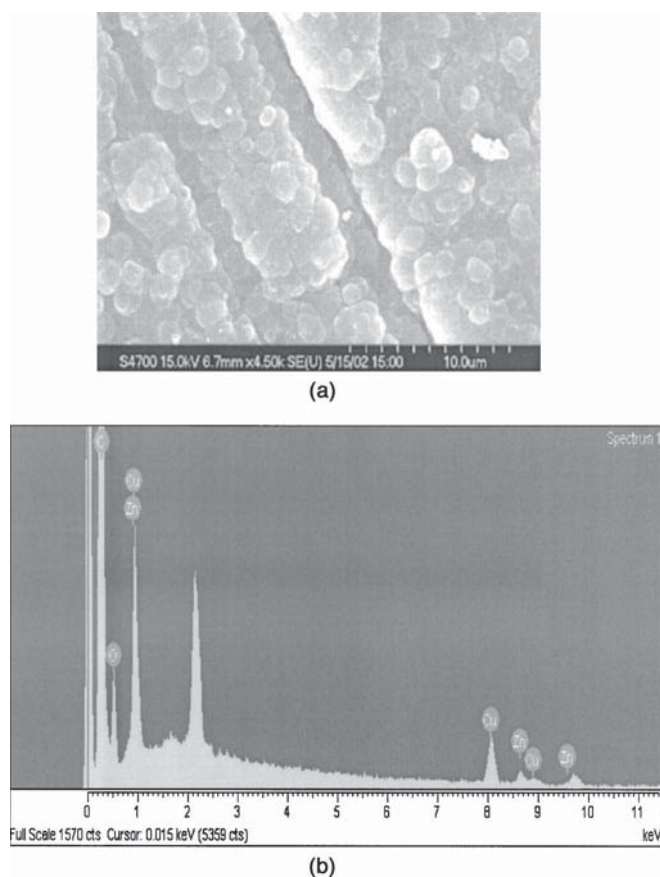 S4700 15.0kV 6.7mm x4.50k SE(U) 5/15/02 15:00 10.0um
(a)
Spectrum 1
C
Cu
Zn
O
Cu
Zn
Cu
Zn
0 1 2 3 4 5 6 7 8 9 10 11
Full Scale 1570 cts Cursor: 0.015 keV (5359 cts) keV
(b)